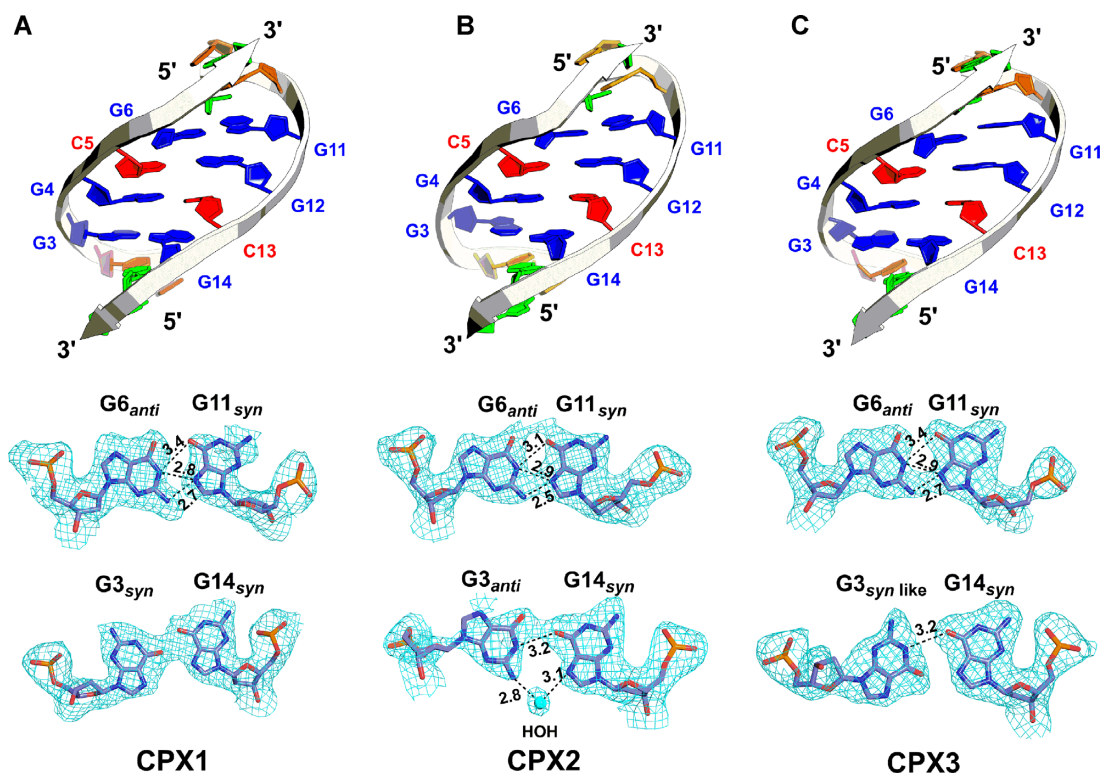 A
B
C
3'
5'
G6
C5
G4
G3
G11
G12
C13
G14
5'
3'
3'
5'
G6
C5
G4
G3
G11
G12
C13
G14
5'
3'
3'
5'
G6
C5
G4
G3
G11
G12
C13
G14
5'
3'
G6anti G11syn
3.4
2.8
2.7
G6anti G11syn
3.1
2.9
2.5
G6anti G11syn
3.4
2.9
2.7
G3syn G14syn
G3anti G14syn
3.2
3.1
2.8
HOH
G3syn like G14syn
3.2
CPX1
CPX2
CPX3